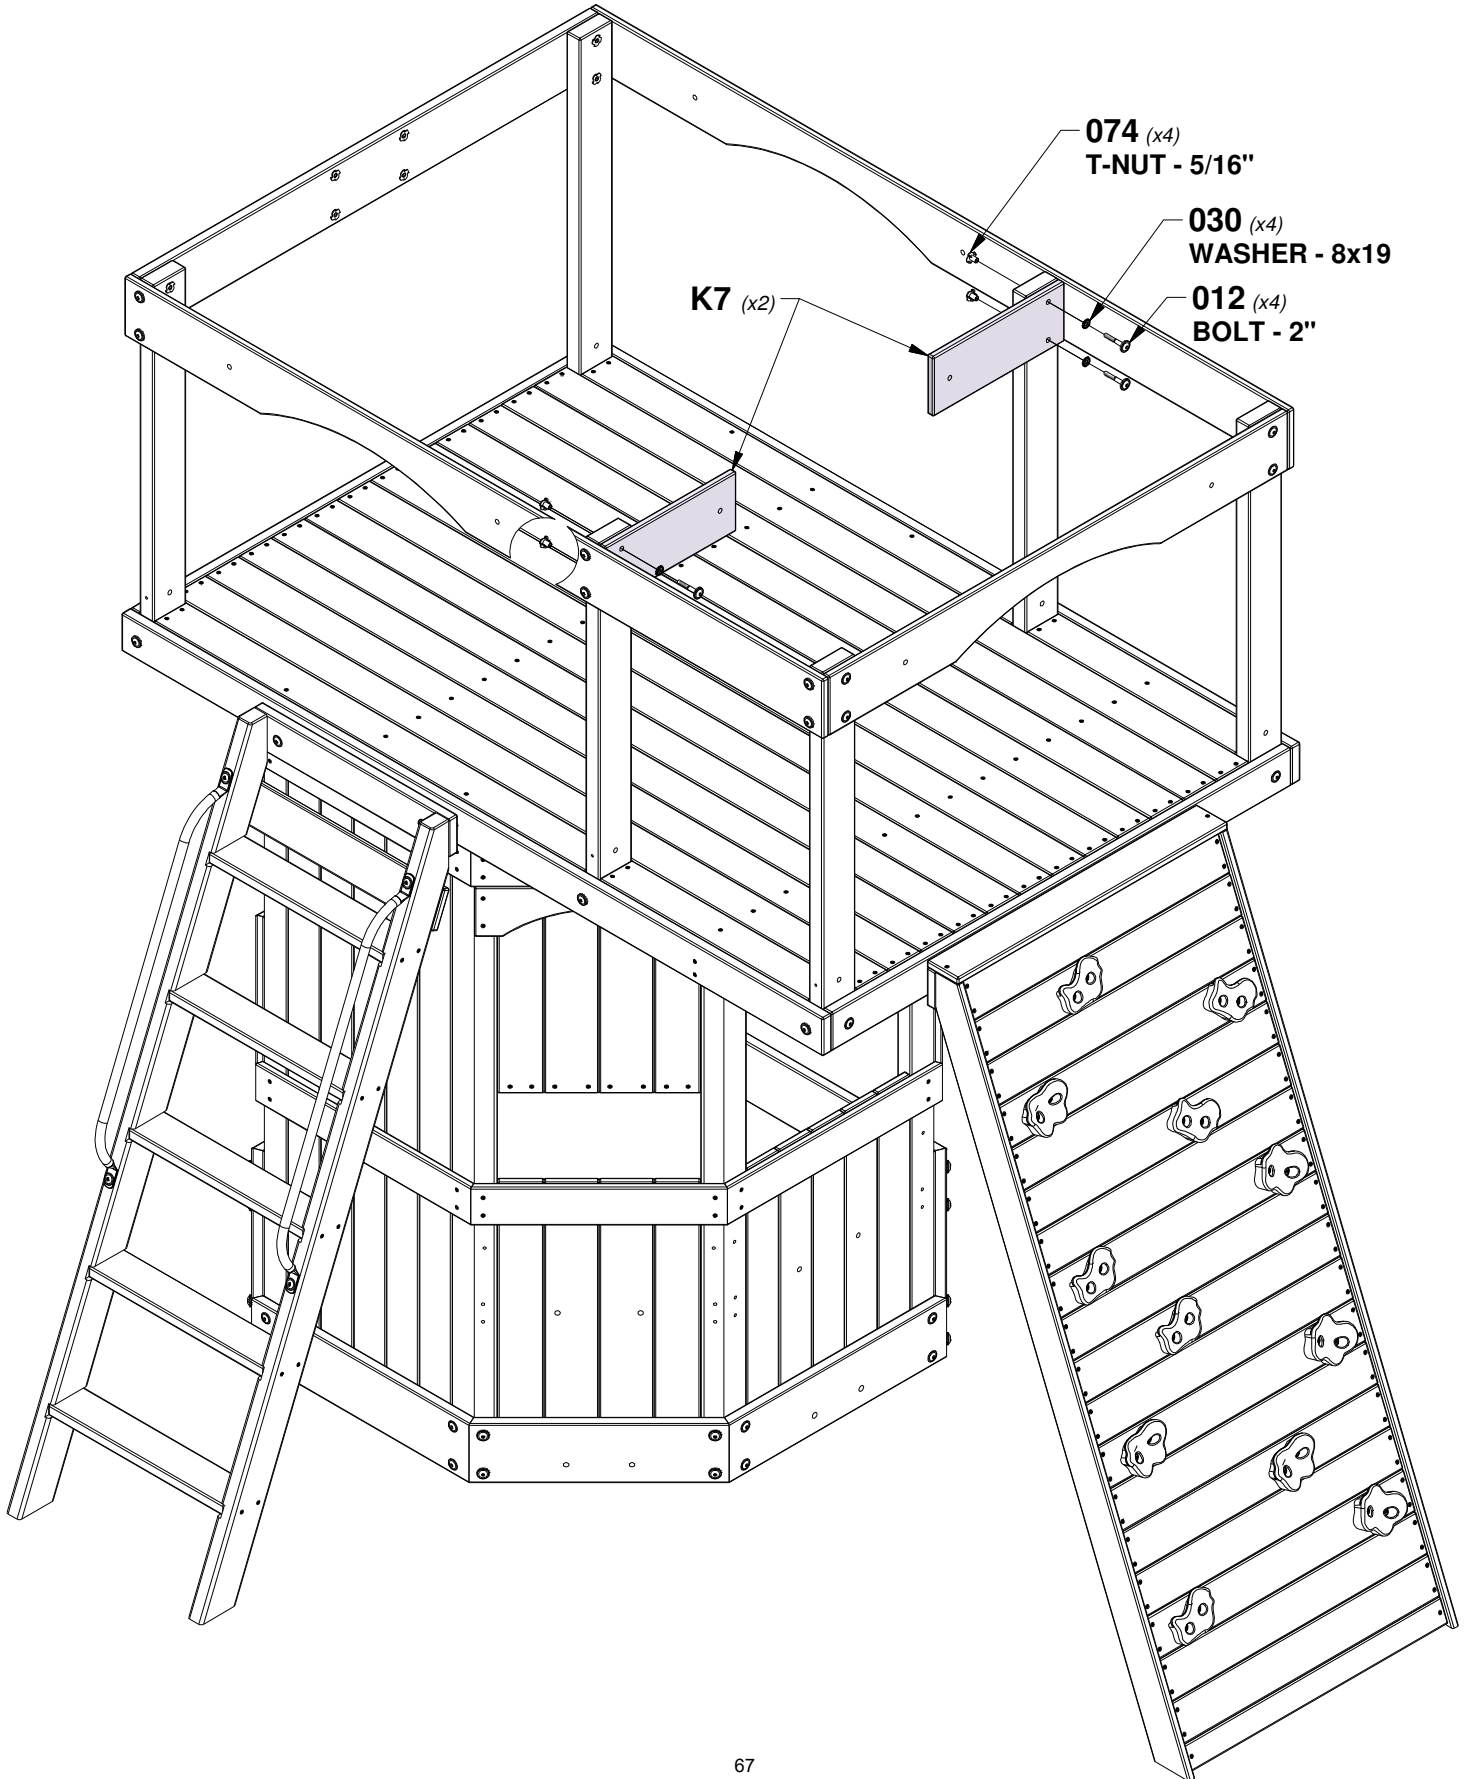 074 (x4)
T-NUT - 5/16"
030 (x4)
WASHER - 8x19
K7 (x2)
012 (x4)
BOLT - 2"
67